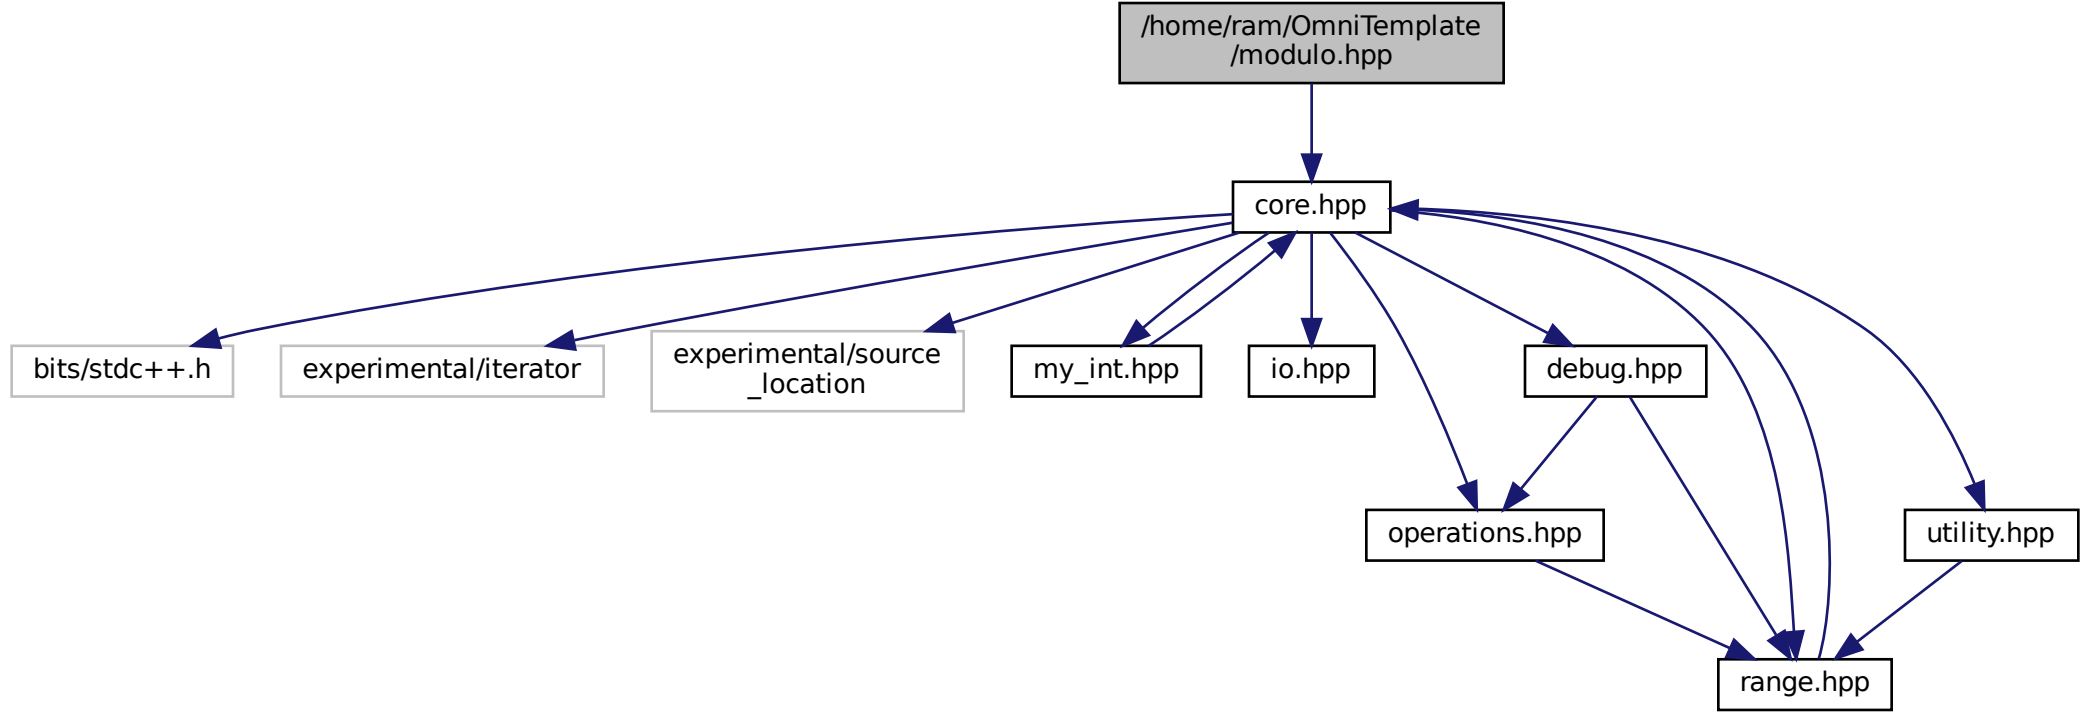 /home/ram/OmniTemplate
/modulo.hpp
core.hpp
bits/stdc++.h
experimental/iterator
experimental/source
_location
my_int.hpp
io.hpp
debug.hpp
operations.hpp
utility.hpp
range.hpp